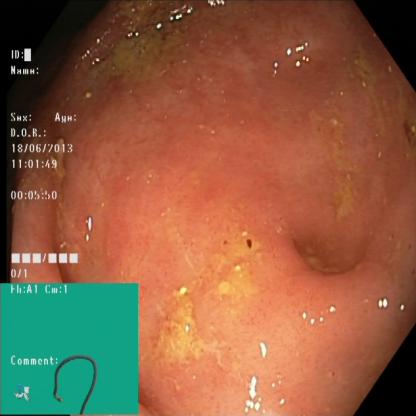 ID:
Name:
Sex: Age:
D.O.B.:
18/06/2013
11:01:49
00:05:50
0/1
Eh:A1 Cm:1
Comment: